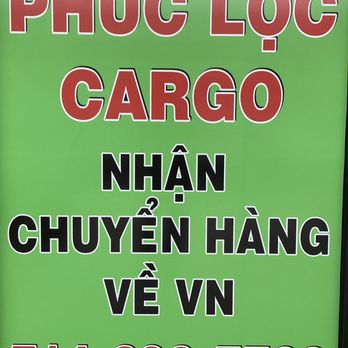 PHÚC LỘC
CARGO
NHẬN
CHUYỂN HÀNG
VỀ VN